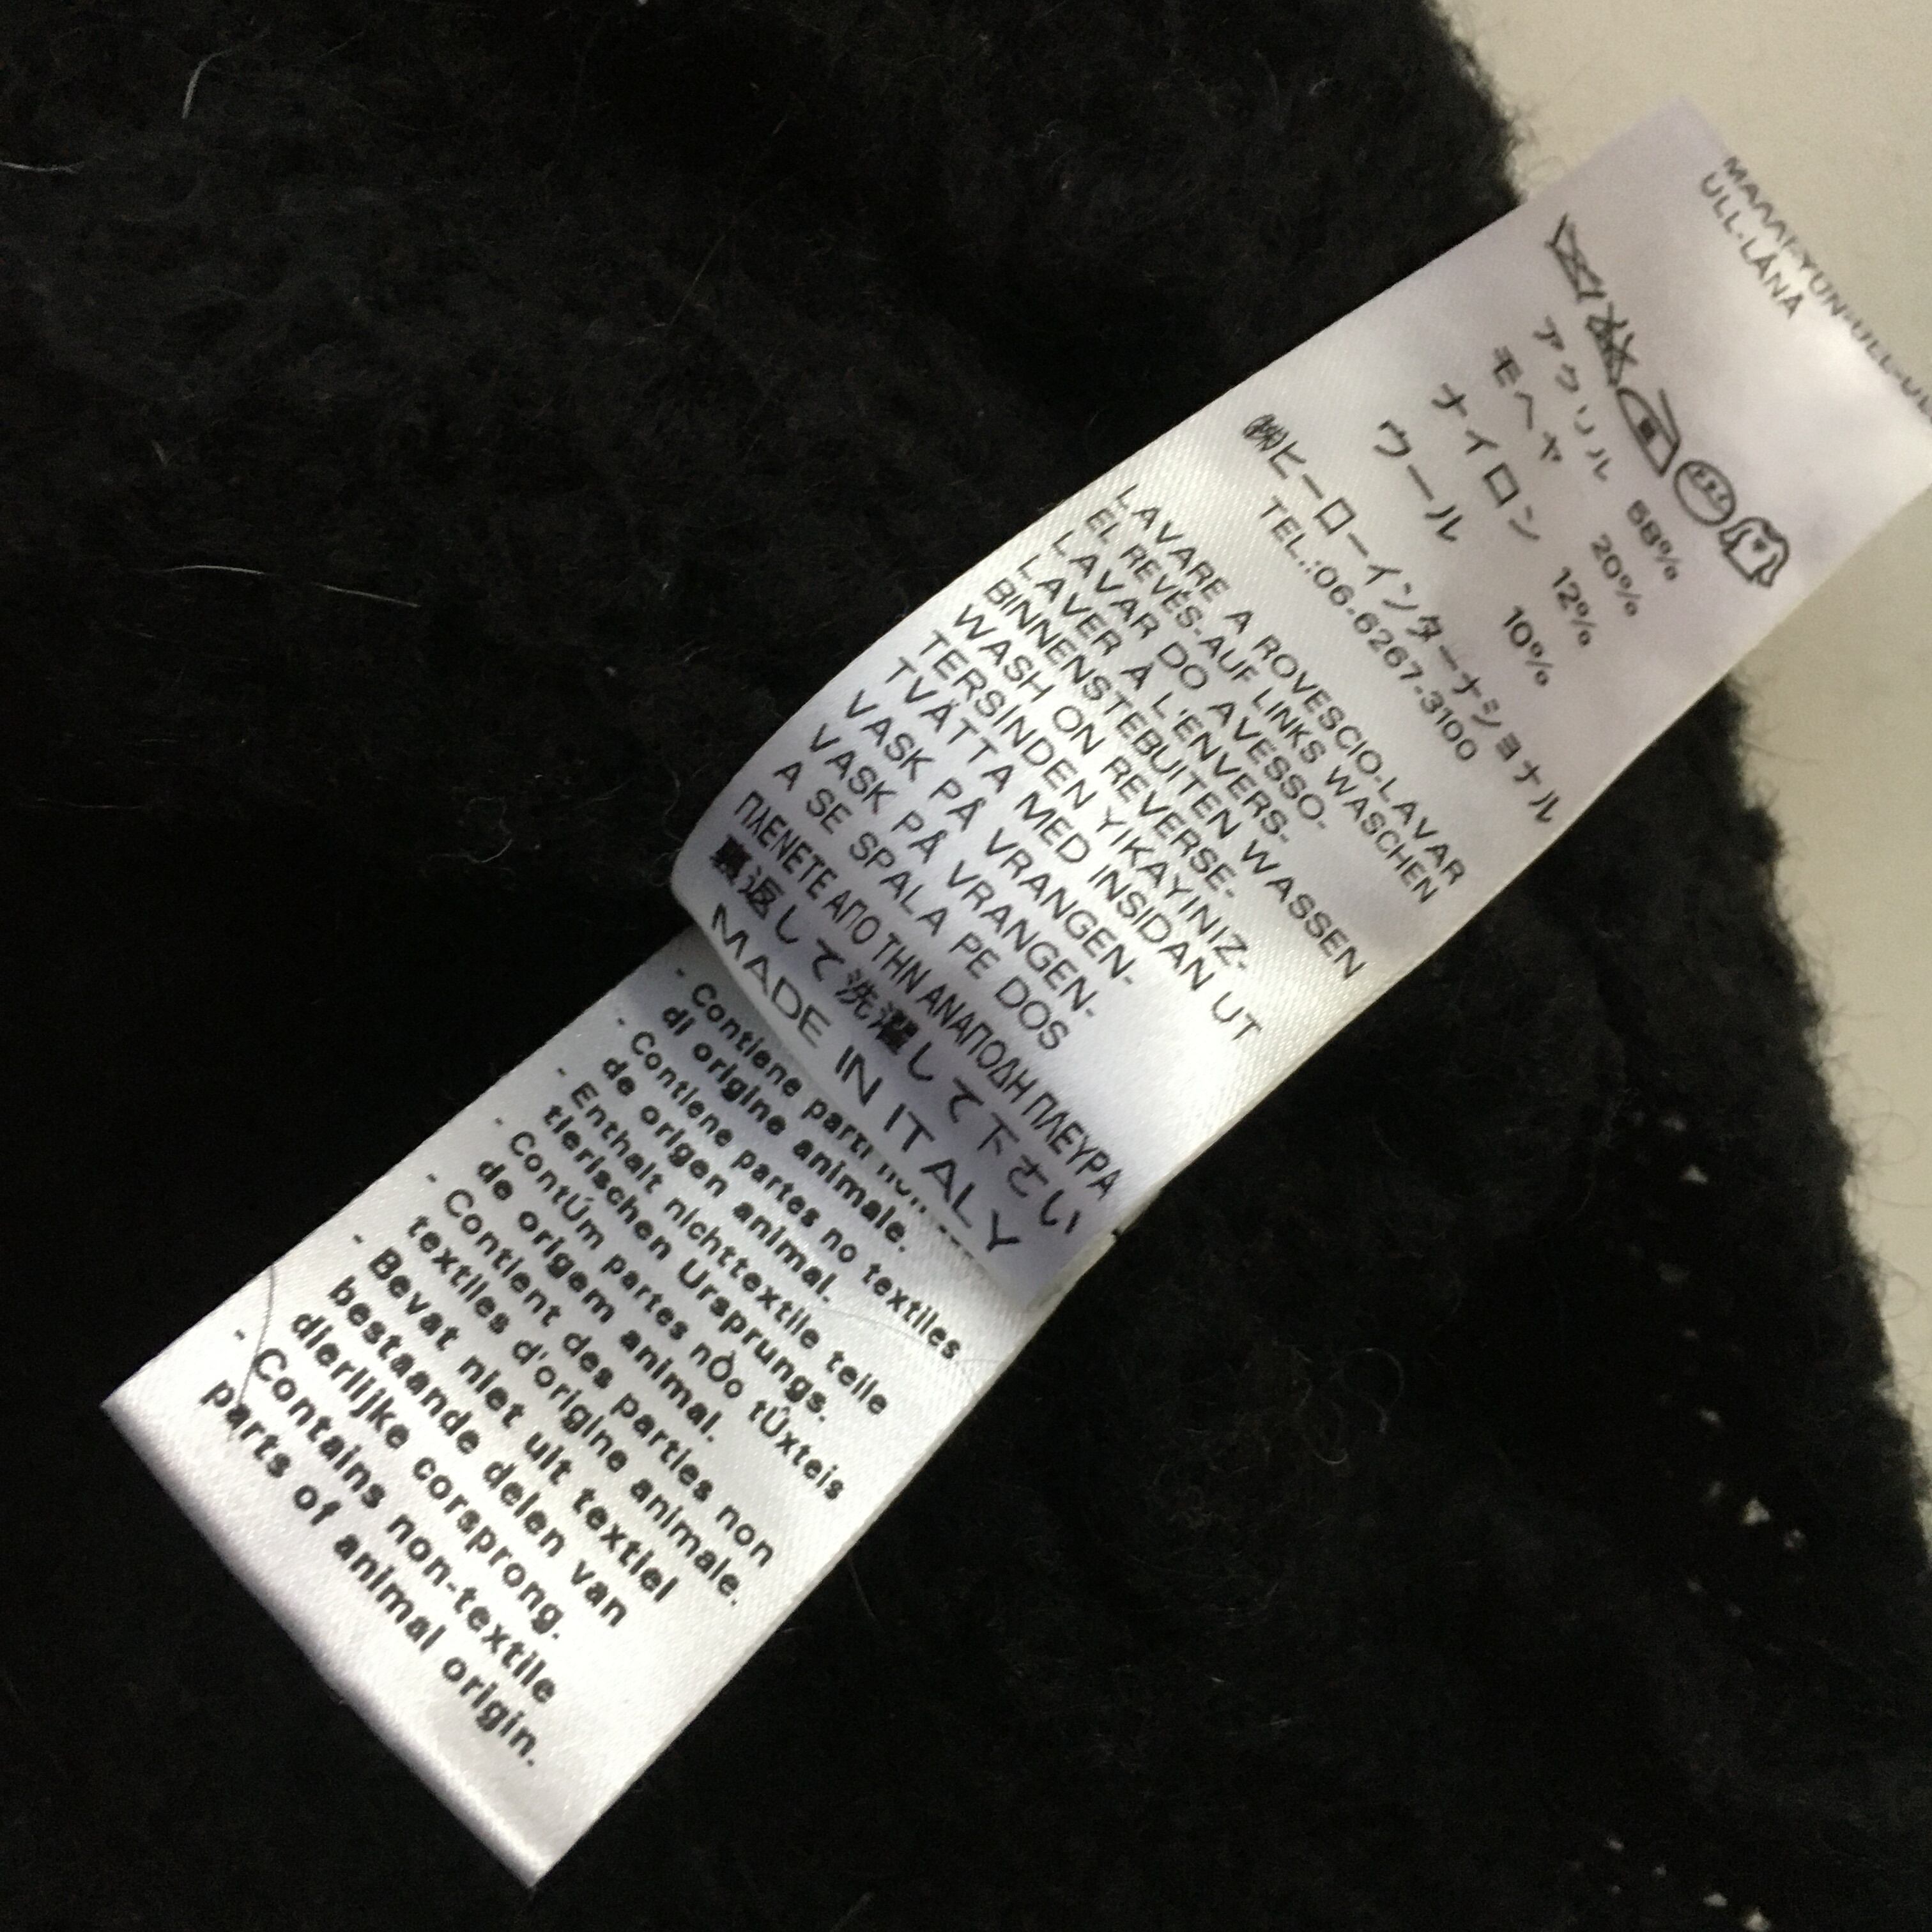 ULL-LÂNA
アクリル 58%
モヘヤ 20%
ナイロン 12%
ウール 10%
㈱ヒーローインターナショナル
TEL.:06-6267-3100
LAVARE A ROVESCIO-LAVAR
EL REVÉS-AUF LINKS WASCHEN
LAVAR DO AVESSO-
LAVER À L'ENVERS-
BINNENSTEBUITEN WASSEN
WASH ON REVERSE-
TERSINDEN YIKAYINIZ-
TVÄTTA MED INSIDAN UT
VASK PÅ VRANGEN-
VASK PÅ VRANGEN-
A SE SPALA PE DOS
ΠΛΕΝΕΤΕ ΑΠΟ ΤΗΝ ΑΝΑΠΟΔΗ ΠΛΕΥΡΑ
裏返して洗濯して下さい
MADE IN ITALY
- Contiene parti
di origine animale.
- Contiene partes no textiles
de origen animal.
- Enthalt nichttextile teile
tierischen Ursprungs.
- ContÚm partes nÒo tÛxteis
de origem animal.
- Contient des parties non
textiles d'origine animale.
- Bevat niet uit textiel
bestaande delen van
dierlijke corsprong.
- Contains non-textile
parts of animal origin.